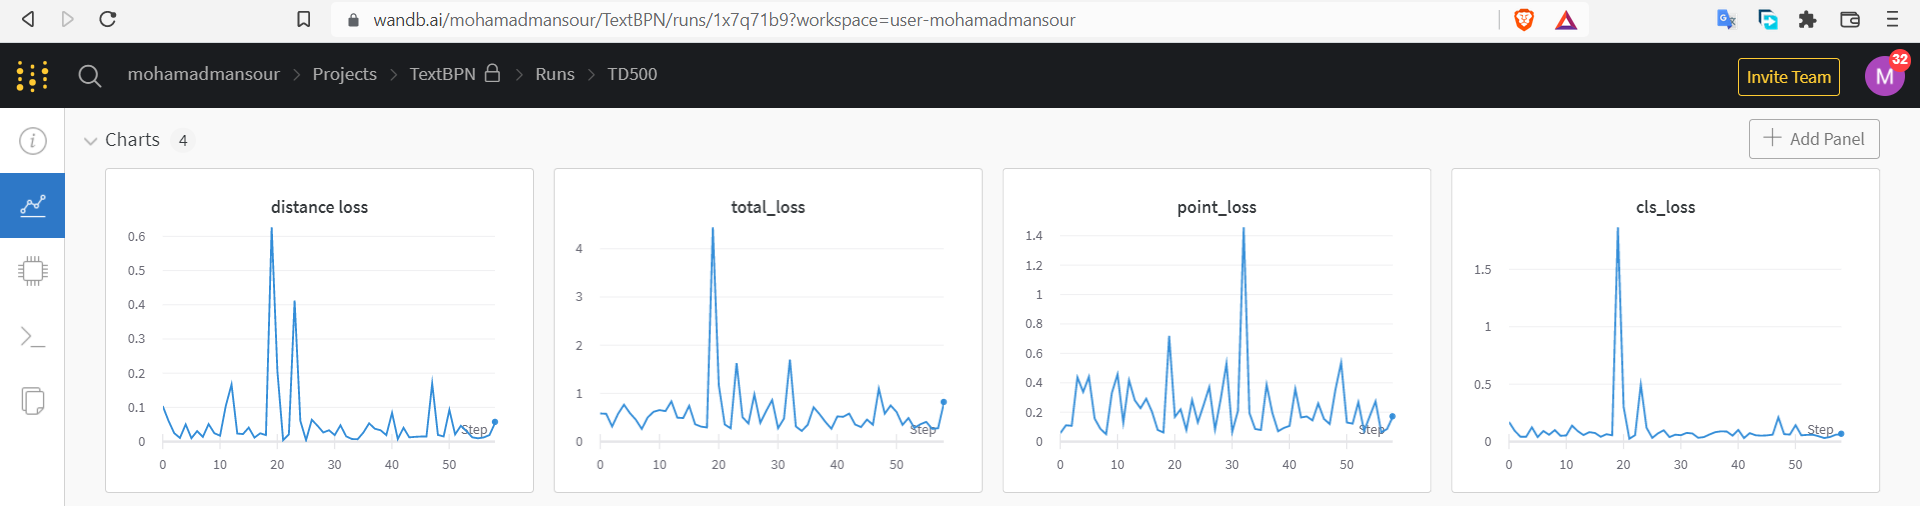 wandb.ai/mohamadmansour/TextBPN/runs/1x7q71b9?workspace=user-mohamadmansour
mohamadmansour > Projects > TextBPN > Runs > TD500
Invite Team
M
32
Charts 4
+ Add Panel
distance loss
0.6
0.5
0.4
0.3
0.2
0.1
0
0 10 20 30 40 50
Step
total_loss
4
3
2
1
0
0 10 20 30 40 50
Step
point_loss
1.4
1.2
1
0.8
0.6
0.4
0.2
0
0 10 20 30 40 50
Step
cls_loss
1.5
1
0.5
0
0 10 20 30 40 50
Step